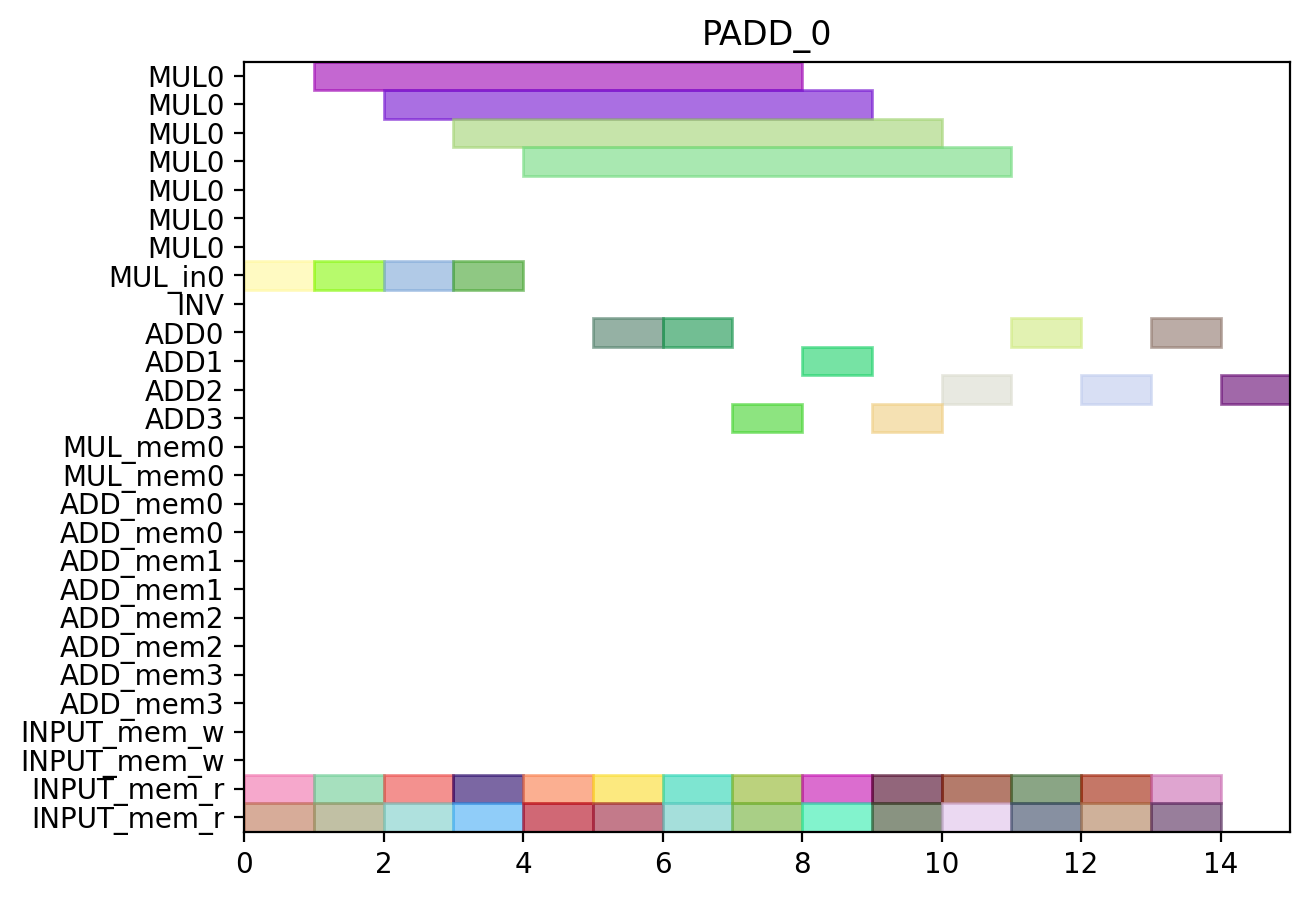 PADD_0
MUL0
MUL0
MUL0
MUL0
MUL0
MUL0
MUL0
MUL_in0
INV
ADD0
ADD1
ADD2
ADD3
MUL_mem0
MUL_mem0
ADD_mem0
ADD_mem0
ADD_mem1
ADD_mem1
ADD_mem2
ADD_mem2
ADD_mem3
ADD_mem3
INPUT_mem_w
INPUT_mem_w
INPUT_mem_r
INPUT_mem_r
0 2 4 6 8 10 12 14